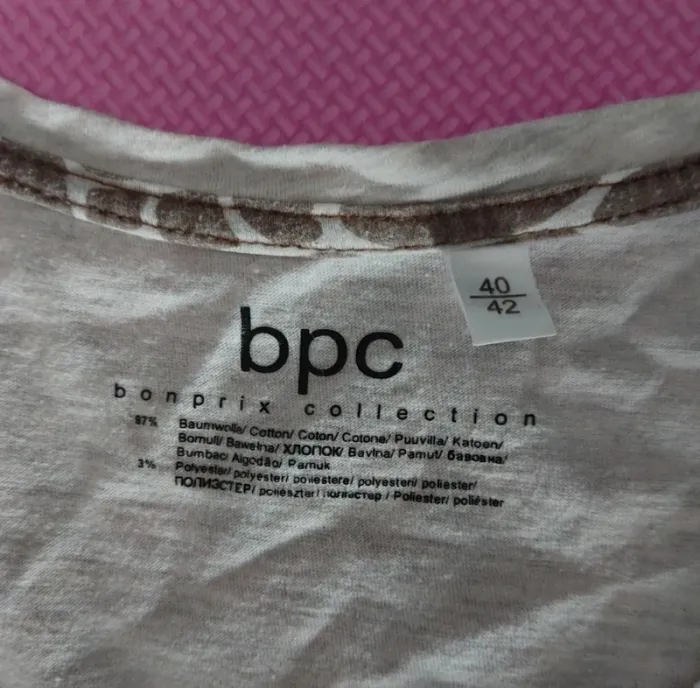 40
42
bpc
bonprix collection
97% Baumwolle/ Cotton/ Coton/ Cotone/ Puuvilla/ Katoen/
Bomull/ Bawełna/ ХЛОПОК/ Bavlna/ Pamut/ бавовна/
Bumbac/ Algodão/ Pamuk
3% Polyester/ polyester/ poliestere/ polyesteri/ poliester/
ПОЛИЭСТЕР/ poliészter/ поліестер / Poliester/ poliéster